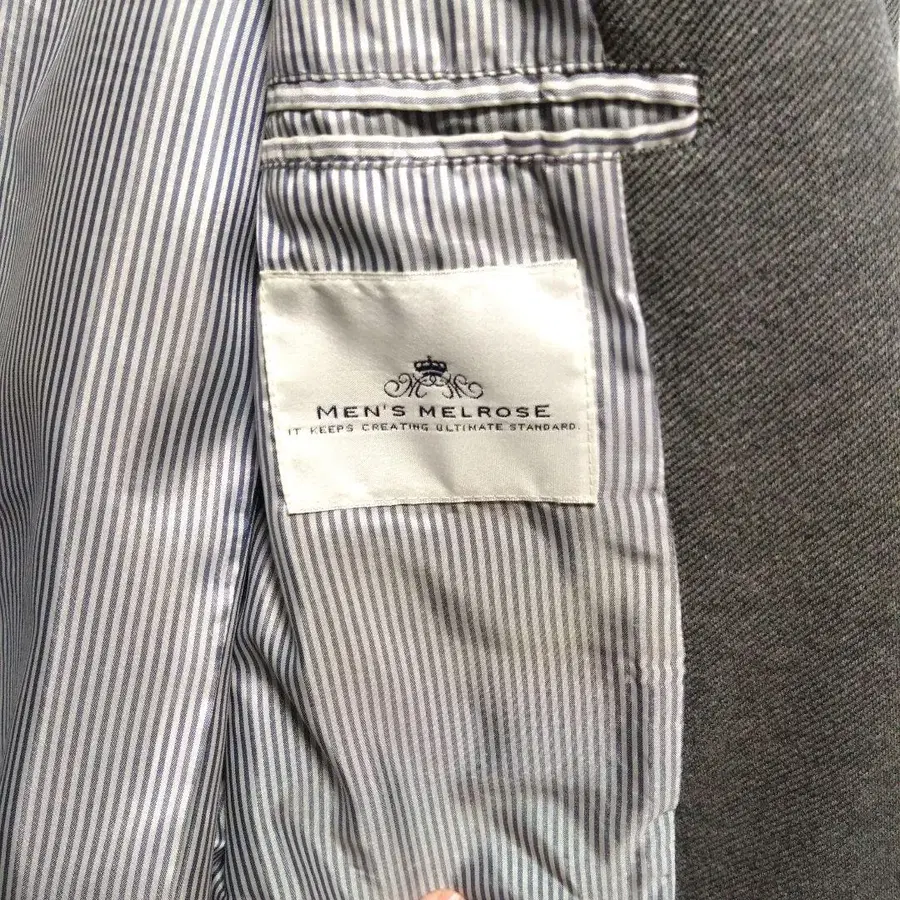 MEN'S MELROSE
IT KEEPS CREATING ULTIMATE STANDARD.